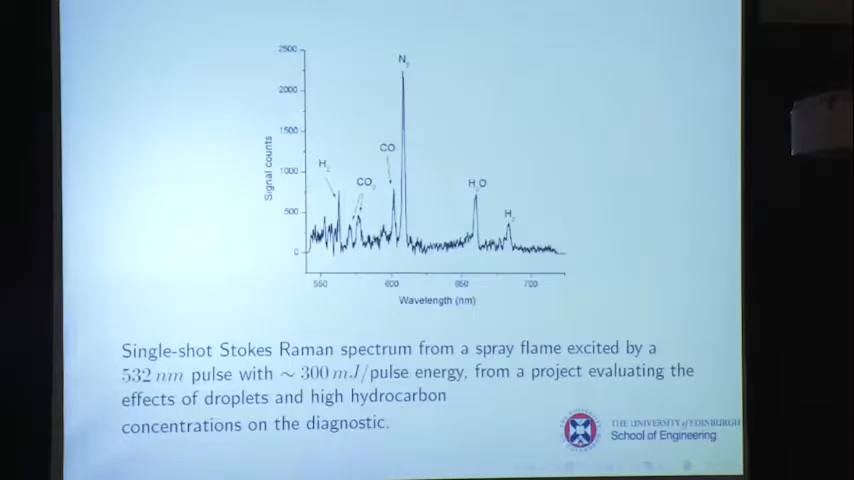 2500
N2
2000
1500
CO
H2
1000
CO2
H2O
500
H2
0
Signal counts
550
600
650
700
Wavelength (nm)
Single-shot Stokes Raman spectrum from a spray flame excited by a
532 nm pulse with ∼ 300 mJ/pulse energy, from a project evaluating the
effects of droplets and high hydrocarbon
concentrations on the diagnostic.
THE UNIVERSITY of EDINBURGH
School of Engineering